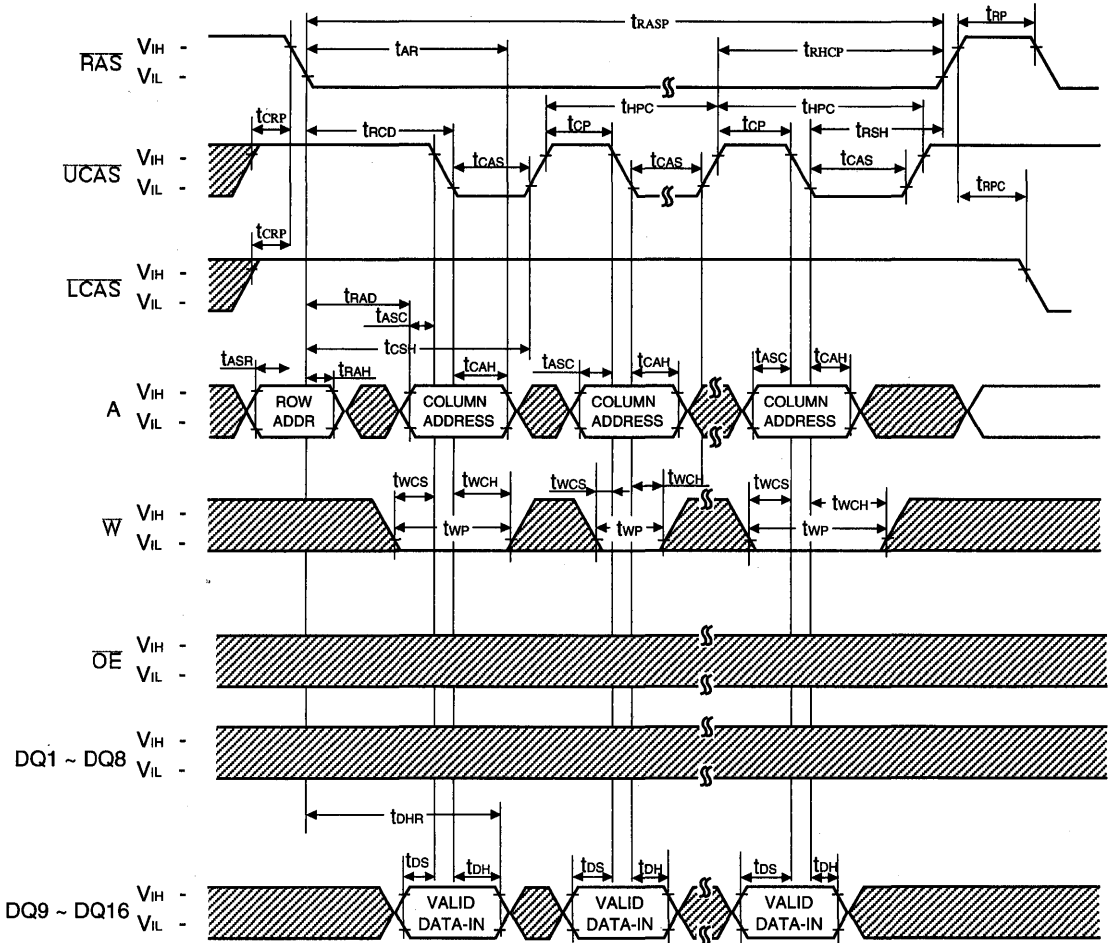 tRASP tRP
tAR tRHCP
RAS VIH -
VIL -
tHPC tHPC
tCRP tRCD tCP tCP tRSH
UCAS VIH -
VIL -
tCAS tCAS tCAS
tRPC
tCRP
LCAS VIH -
VIL -
tRAD
tASC
tCSH
tASR tRAH tCAH tASC tCAH tASC tCAH
A VIH -
VIL -
ROW ADDR
COLUMN ADDRESS
COLUMN ADDRESS
COLUMN ADDRESS
tWCS tWCH tWCS tWCH tWCS tWCH
W VIH -
VIL -
tWP tWP tWP
OE VIH -
VIL -
DQ1 ~ DQ8 VIH -
VIL -
tDHR
tDS tDH tDS tDH tDS tDH
DQ9 ~ DQ16 VIH -
VIL -
VALID DATA-IN
VALID DATA-IN
VALID DATA-IN